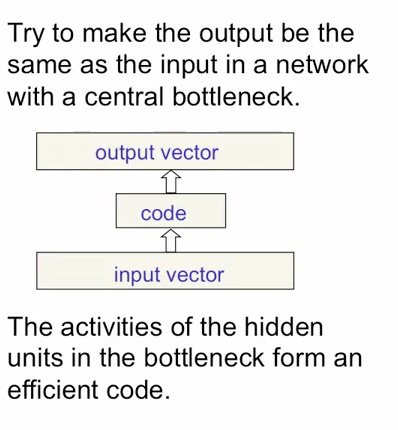 Try to make the output be the
same as the input in a network
with a central bottleneck.
output vector
code
input vector
The activities of the hidden
units in the bottleneck form an
efficient code.